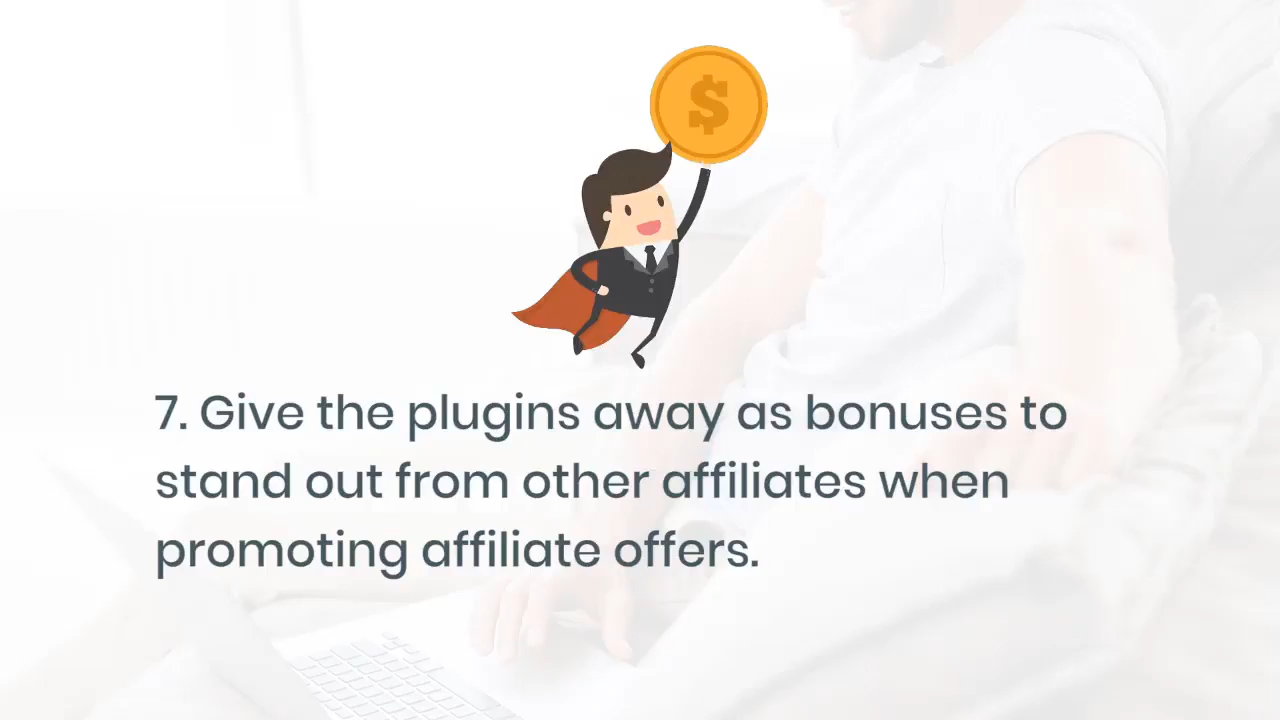 $
7. Give the plugins away as bonuses to
stand out from other affiliates when
promoting affiliate offers.